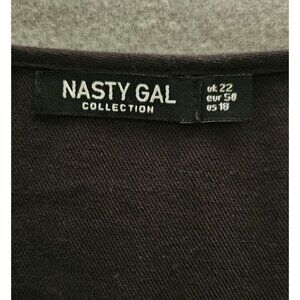 NASTY GAL
COLLECTION
uk 22
eur 50
us 18